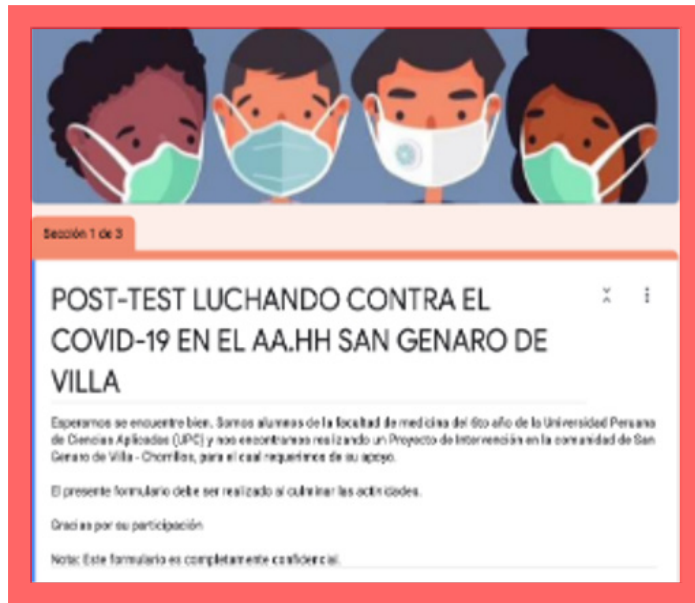 Sección 1 de 3
POST-TEST LUCHANDO CONTRA EL
COVID-19 EN EL AA.HH SAN GENARO DE
VILLA
Esperamos se encuentre bien. Somos alumnos de la facultad de medicina del 6to año de la Universidad Peruana
de Ciencias Aplicadas (UPC) y nos encontramos realizando un Proyecto de Intervención en la comunidad de San
Genaro de Villa - Chorrillos, para el cual requerimos de su apoyo.
El presente formulario debe ser realizado al culminar las actividades.
Gracias por su participación
Nota: Este formulario es completamente confidencial.